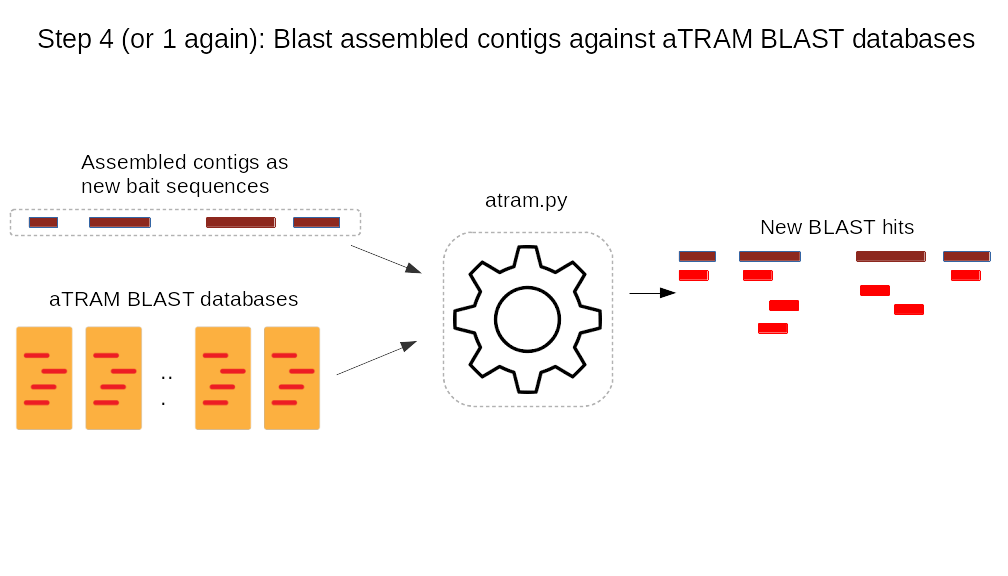 Step 4 (or 1 again): Blast assembled contigs against aTRAM BLAST databases
Assembled contigs as
new bait sequences
atram.py
New BLAST hits
aTRAM BLAST databases
..
.